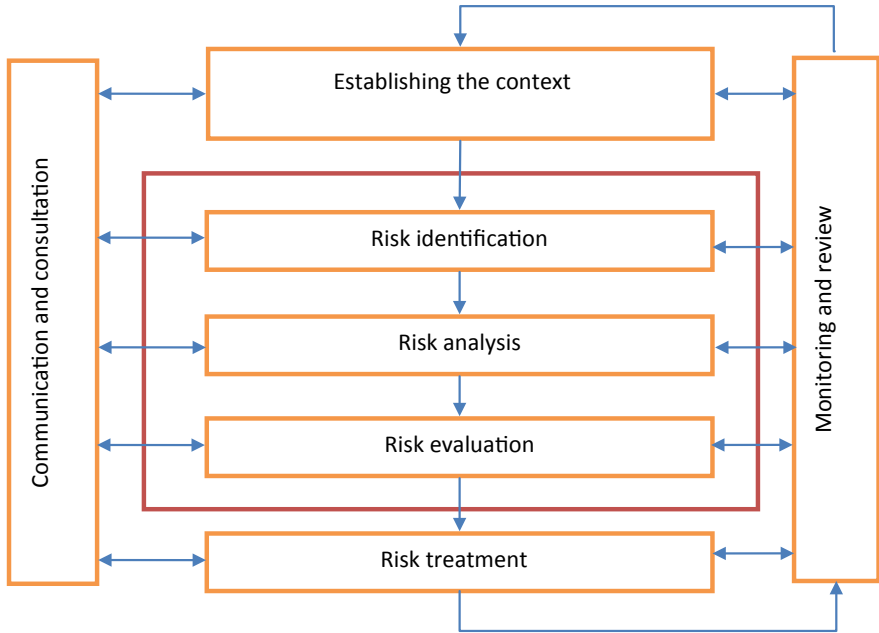 Establishing the context
Communication and consultation
Risk identification
Risk analysis
Risk evaluation
Risk treatment
Monitoring and review